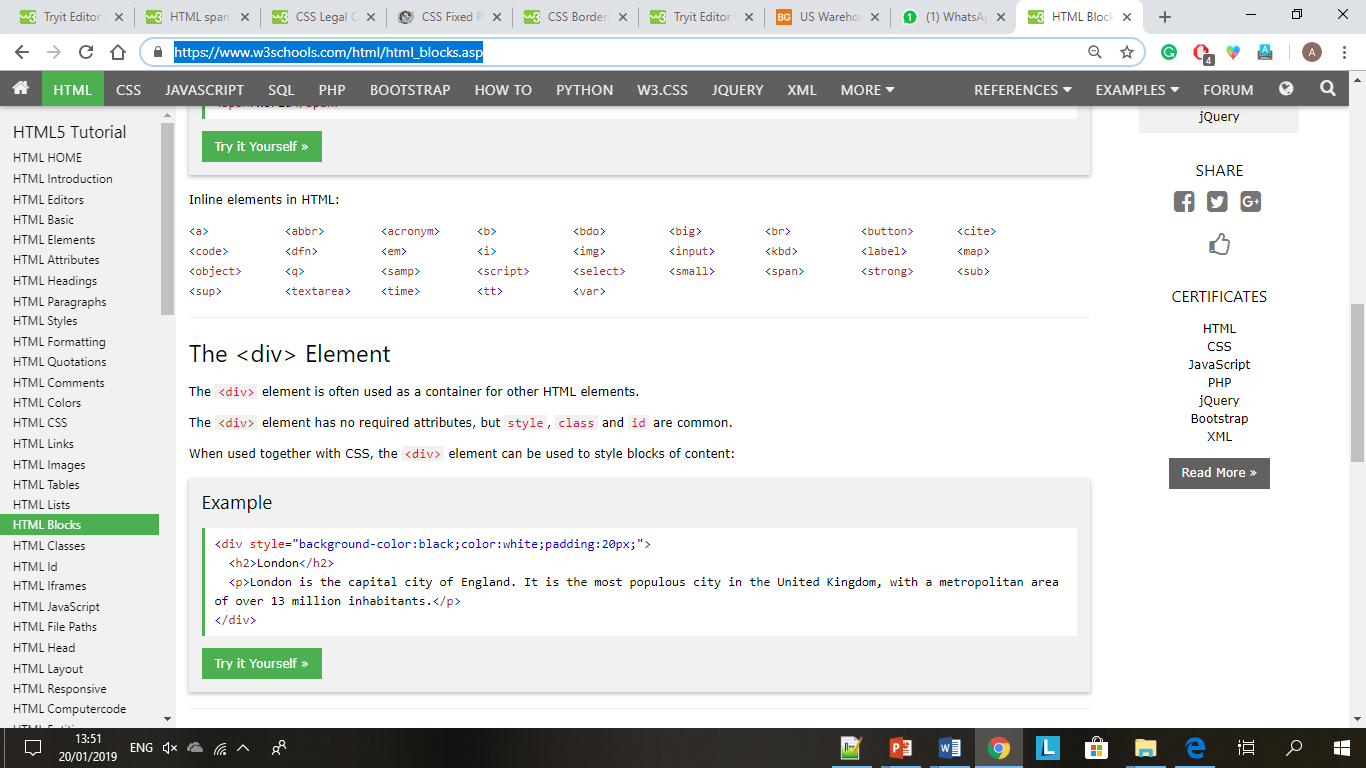 Tryit Editor
HTML span
CSS Legal C
CSS Fixed P
CSS Border
Tryit Editor
BG US Wareho
(1) WhatsA
HTML Block
https://www.w3schools.com/html/html_blocks.asp
4
A
HTML CSS JAVASCRIPT SQL PHP BOOTSTRAP HOW TO PYTHON W3.CSS JQUERY XML MORE REFERENCES EXAMPLES FORUM
HTML5 Tutorial
HTML HOME
HTML Introduction
HTML Editors
HTML Basic
HTML Elements
HTML Attributes
HTML Headings
HTML Paragraphs
HTML Styles
HTML Formatting
HTML Quotations
HTML Comments
HTML Colors
HTML CSS
HTML Links
HTML Images
HTML Tables
HTML Lists
HTML Blocks
HTML Classes
HTML Id
HTML Iframes
HTML JavaScript
HTML File Paths
HTML Head
HTML Layout
HTML Responsive
HTML Computercode
Try it Yourself »
Inline elements in HTML:
<a> <abbr> <acronym> <b> <bdo> <big> <br> <button> <cite>
<code> <dfn> <em> <i> <img> <input> <kbd> <label> <map>
<object> <q> <samp> <script> <select> <small> <span> <strong> <sub>
<sup> <textarea> <time> <tt> <var>
The <div> Element
The <div> element is often used as a container for other HTML elements.
The <div> element has no required attributes, but style, class and id are common.
When used together with CSS, the <div> element can be used to style blocks of content:
Example
<div style="background-color:black;color:white;padding:20px;">
<h2>London</h2>
<p>London is the capital city of England. It is the most populous city in the United Kingdom, with a metropolitan area
of over 13 million inhabitants.</p>
</div>
Try it Yourself »
jQuery
SHARE
CERTIFICATES
HTML
CSS
JavaScript
PHP
jQuery
Bootstrap
XML
Read More »
13:51
20/01/2019
ENG